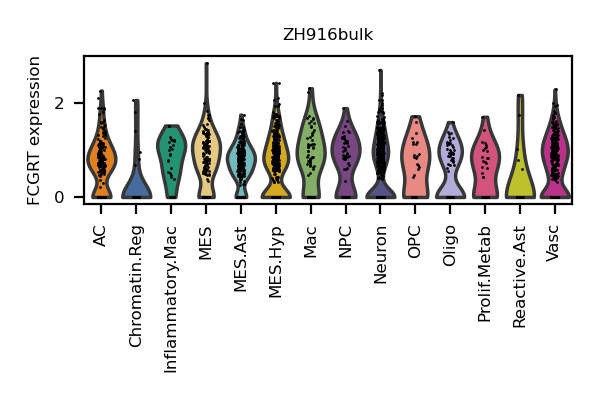 ZH916bulk
FCGRT expression
2
0
AC
Chromatin.Reg
Inflammatory.Mac
MES
MES.Ast
MES.Hyp
Mac
NPC
Neuron
OPC
Oligo
Prolif.Metab
Reactive.Ast
Vasc